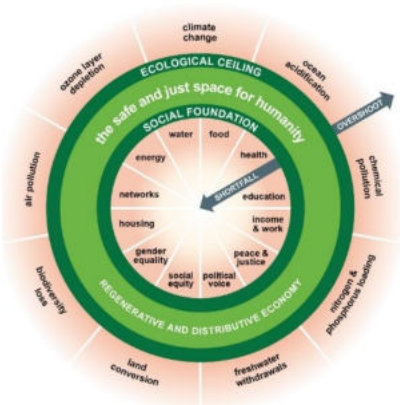 climate
change
ocean
acidification
chemical
pollution
nitrogen &
phosphorus loading
freshwater
withdrawals
land
conversion
biodiversity
loss
air pollution
ozone layer
depletion
ECOLOGICAL CEILING
the safe and just space for humanity
SOCIAL FOUNDATION
OVERSHOOT
SHORTFALL
water
food
health
education
income
& work
peace &
justice
political
voice
social
equity
gender
equality
housing
networks
energy
REGENERATIVE AND DISTRIBUTIVE ECONOMY